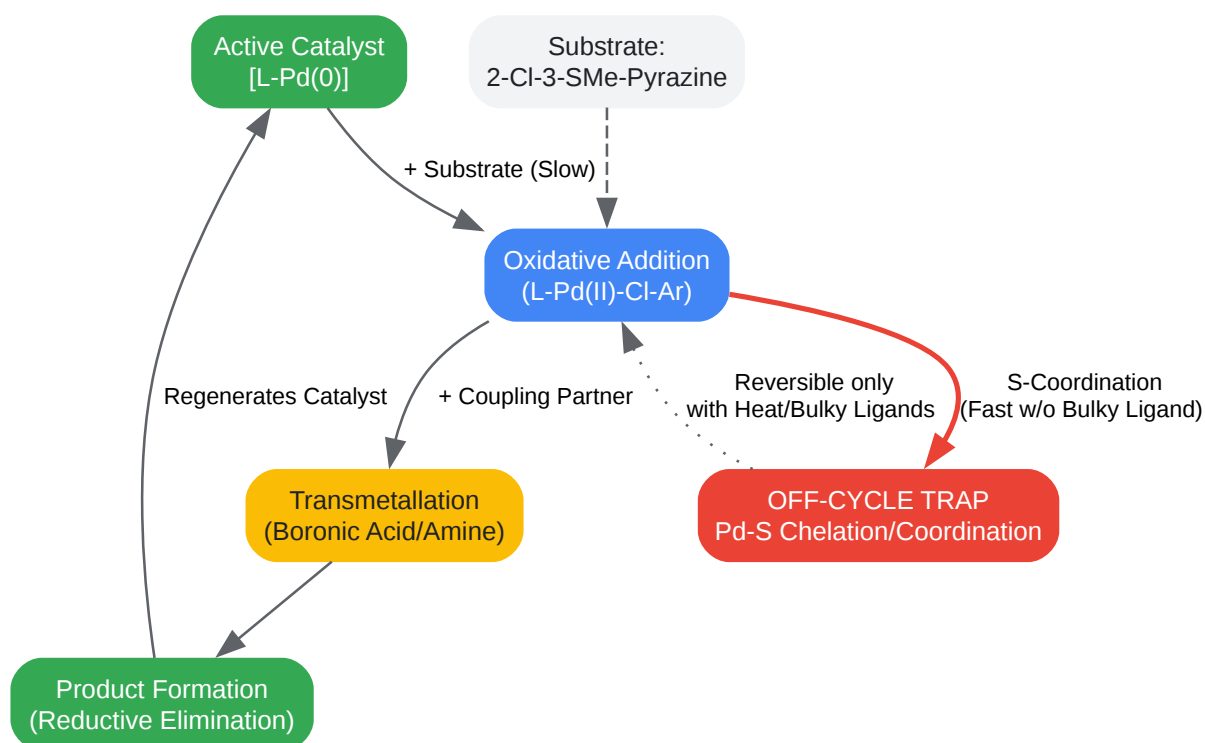 Active Catalyst
[L-Pd(0)]
Substrate:
2-Cl-3-SMe-Pyrazine
+ Substrate (Slow)
Oxidative Addition
(L-Pd(II)-Cl-Ar)
Regenerates Catalyst
+ Coupling Partner
Reversible only
with Heat/Bulky Ligands
S-Coordination
(Fast w/o Bulky Ligand)
Transmetallation
(Boronic Acid/Amine)
OFF-CYCLE TRAP
Pd-S Chelation/Coordination
Product Formation
(Reductive Elimination)